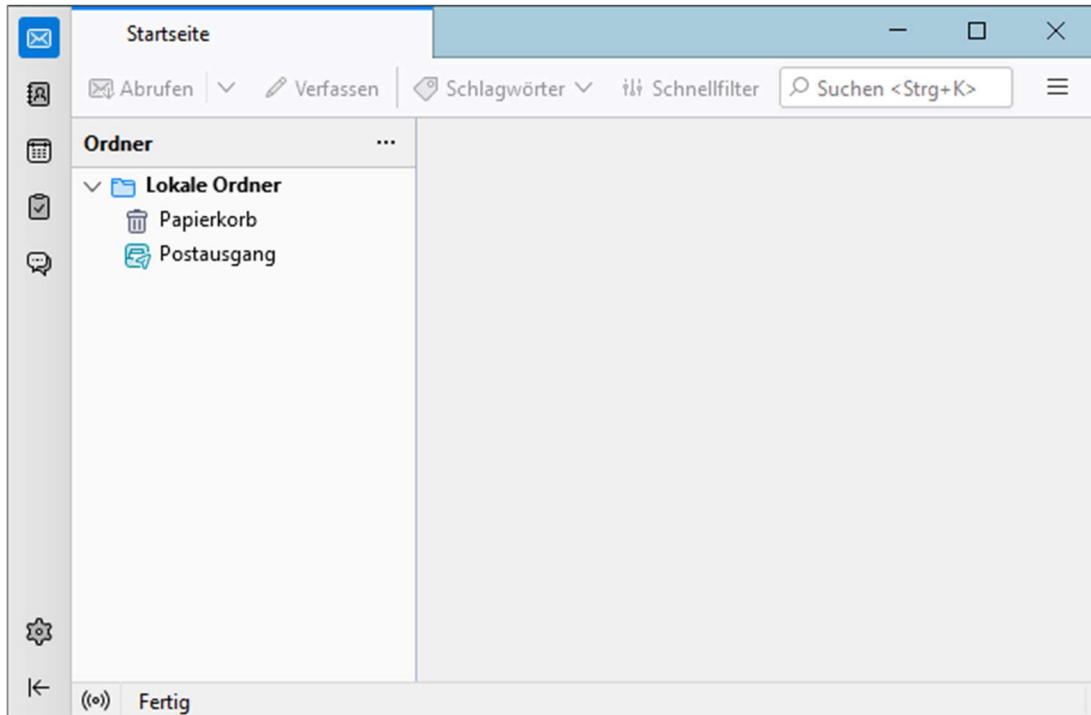 Startseite
Abrufen Verfassen Schlagwörter Schnellfilter Suchen <Strg+K>
Ordner ...
Lokale Ordner
Papierkorb
Postausgang
Fertig